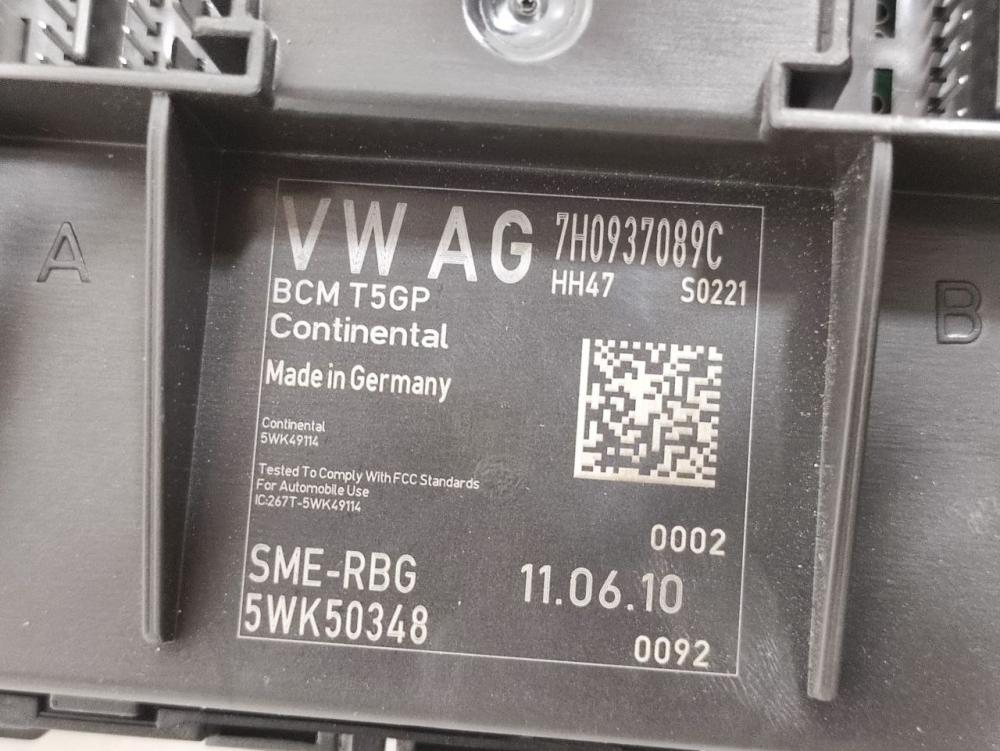 A
VW AG 7H0937089C
HH47 S0221
BCM T5GP
Continental
Made in Germany
Continental
5WK49114
Tested To Comply With FCC Standards
For Automobile Use
IC:267T-5WK49114
0002
SME-RBG 11.06.10
5WK50348 0092
B